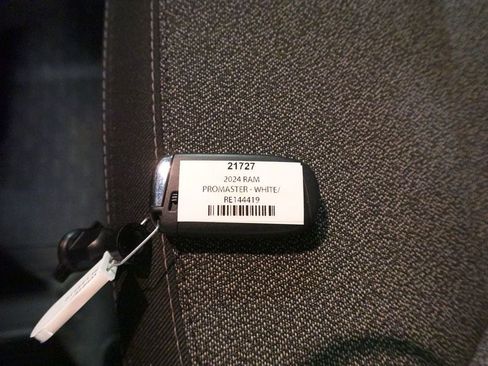 21727
2024 RAM
PROMASTER - WHITE/
RE144419